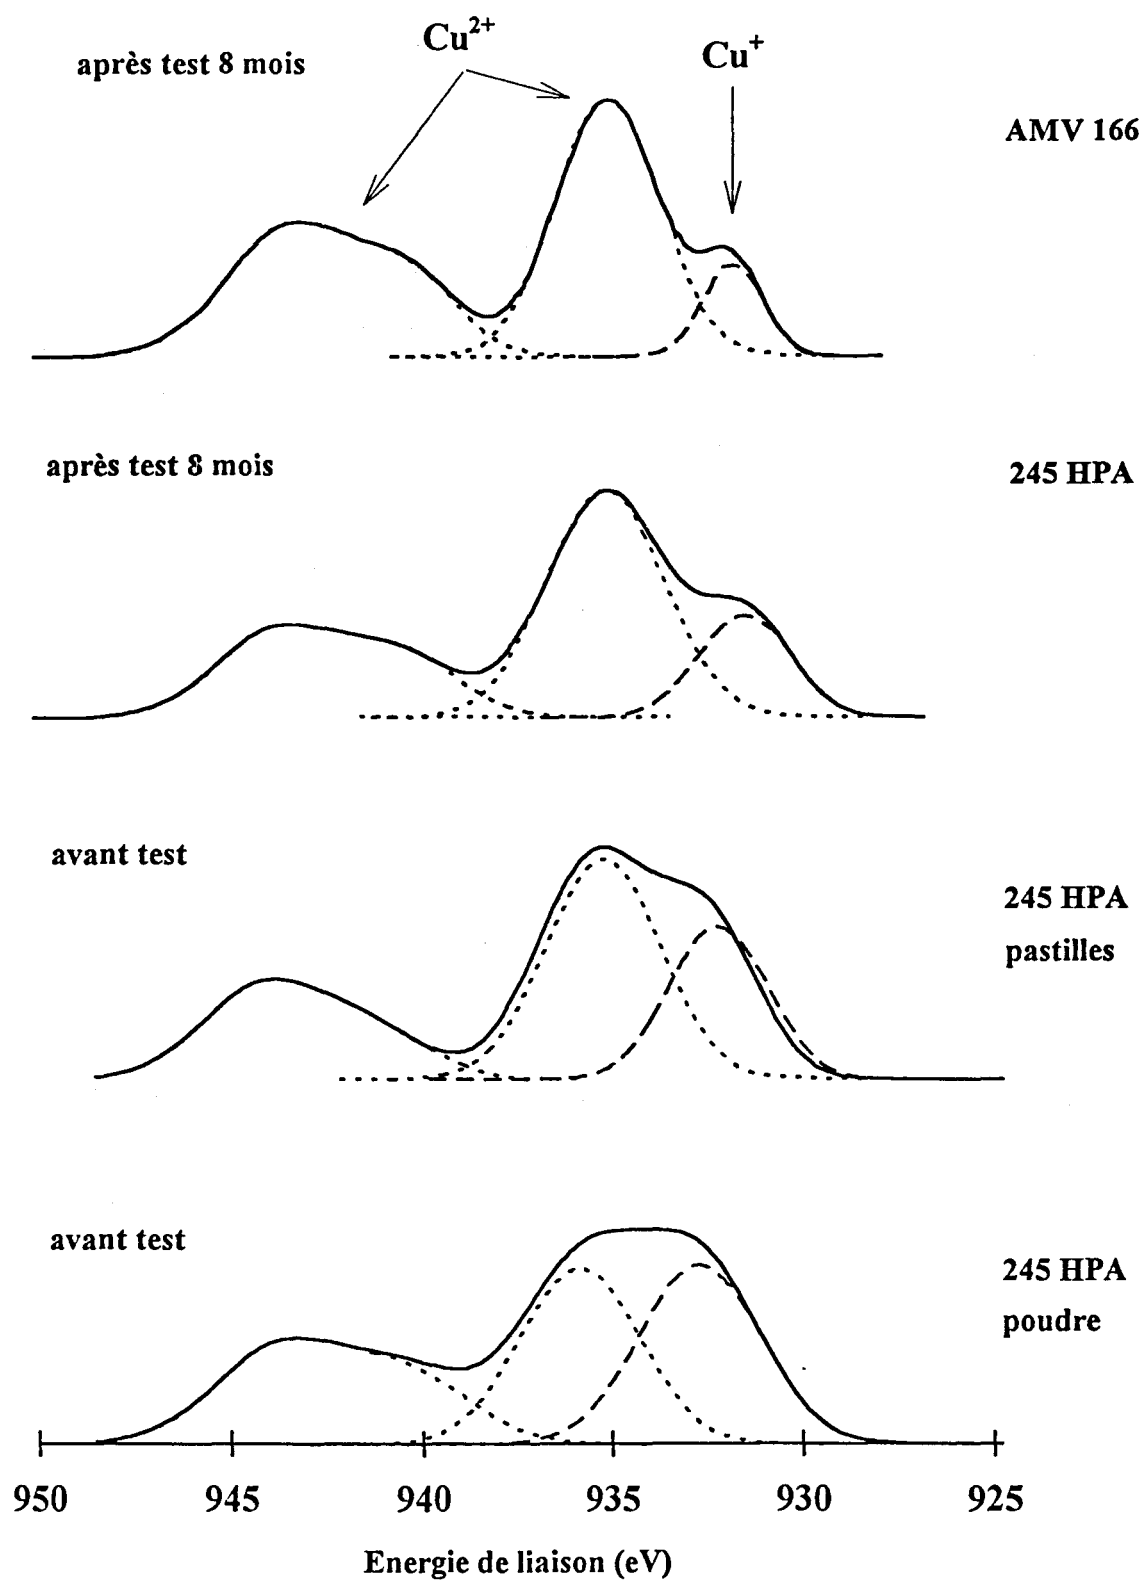 Cu2+
après test 8 mois
Cu+
AMV 166
après test 8 mois
245 HPA
avant test
245 HPA
pastilles
avant test
245 HPA
poudre
950 945 940 935 930 925
Energie de liaison (eV)